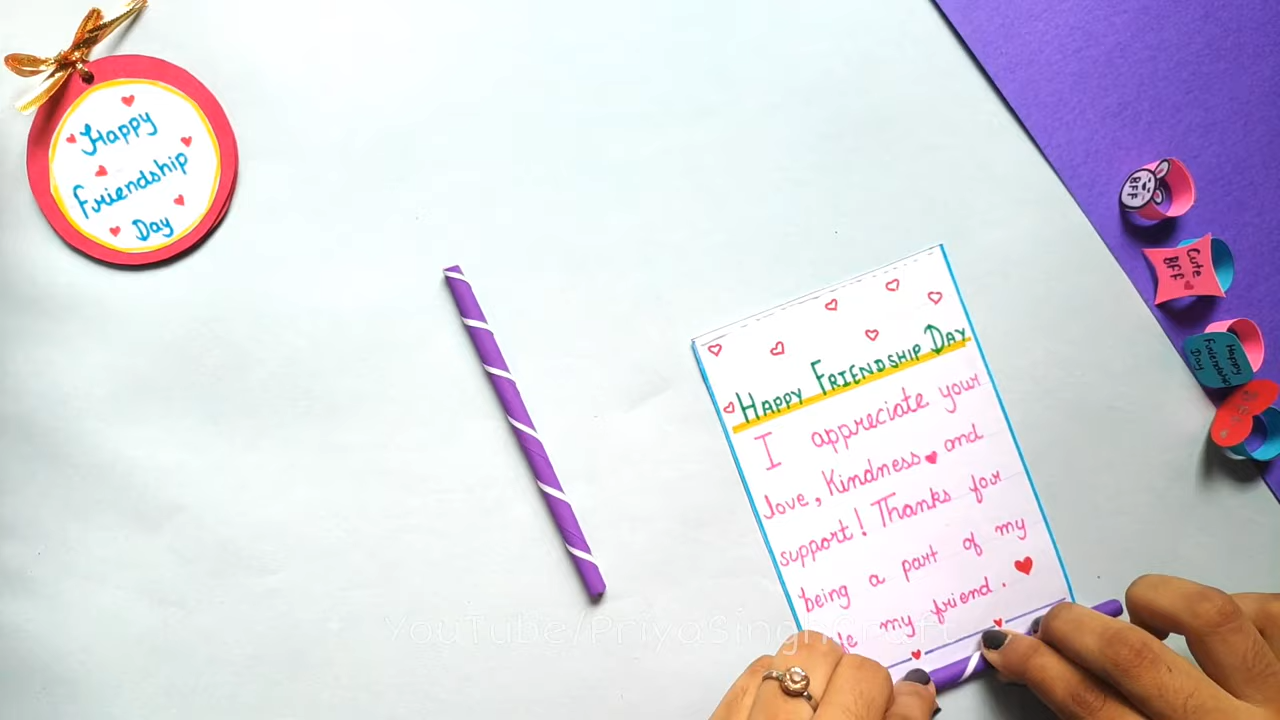 Happy
Friendship
Day
BFF
Cute
BFF
Happy
Friendship
Day
HAPPY FRIENDSHIP DAY
I appreciate your
love, Kindness and
support! Thanks for
being a part of my
my friend.
YouTube/PriyaSinghCraft